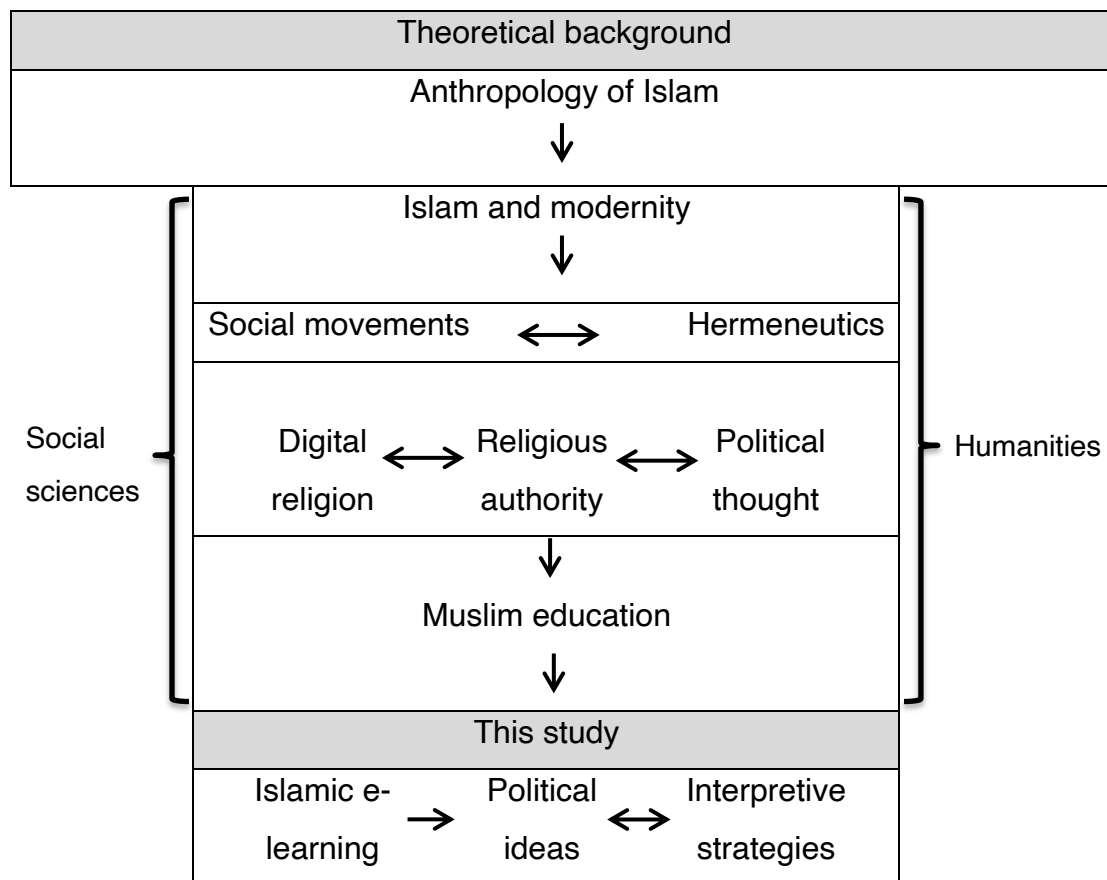 Theoretical background
Anthropology of Islam
Islam and modernity
Social movements Hermeneutics
Social sciences
Digital religion
Religious authority
Political thought
Humanities
Muslim education
This study
Islamic e-learning
Political ideas
Interpretive strategies